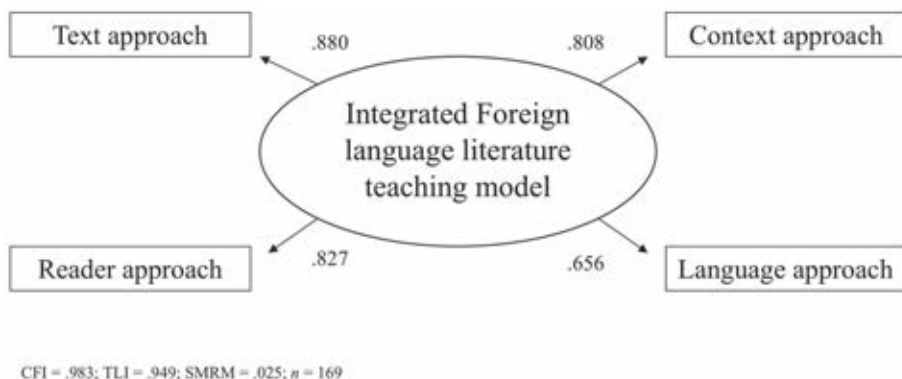 Text approach
.880
.808
Context approach
Integrated Foreign
language literature
teaching model
Reader approach
.827
.656
Language approach
CFI = .983; TLI = .949; SMRM = .025; n = 169